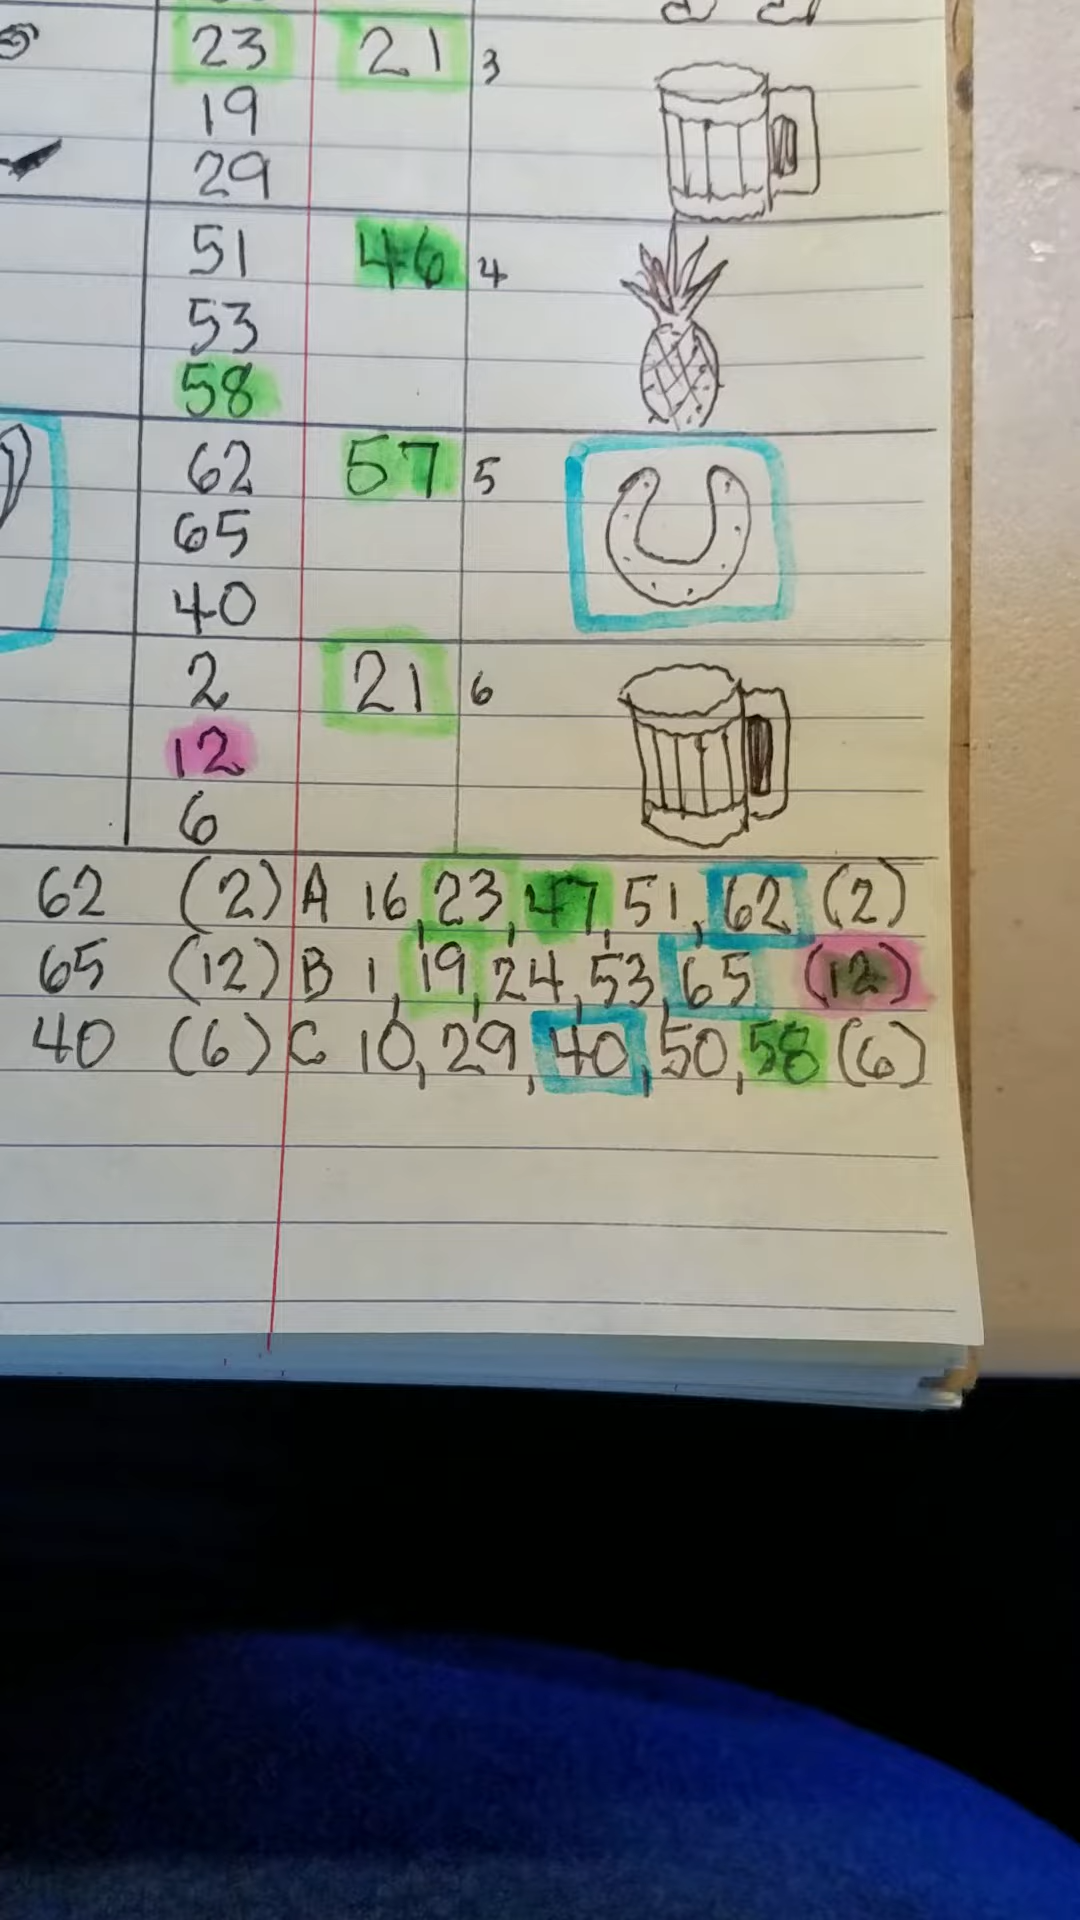 23 21 3
19
29
51 46 4
53
58
62 57 5
65
40
2 21 6
12
6
62 (2) A 16, 23, 47, 51, 62 (2)
65 (12) B 1, 19, 24, 53, 65 (12)
40 (6) C 10, 29, 40, 50, 58 (6)